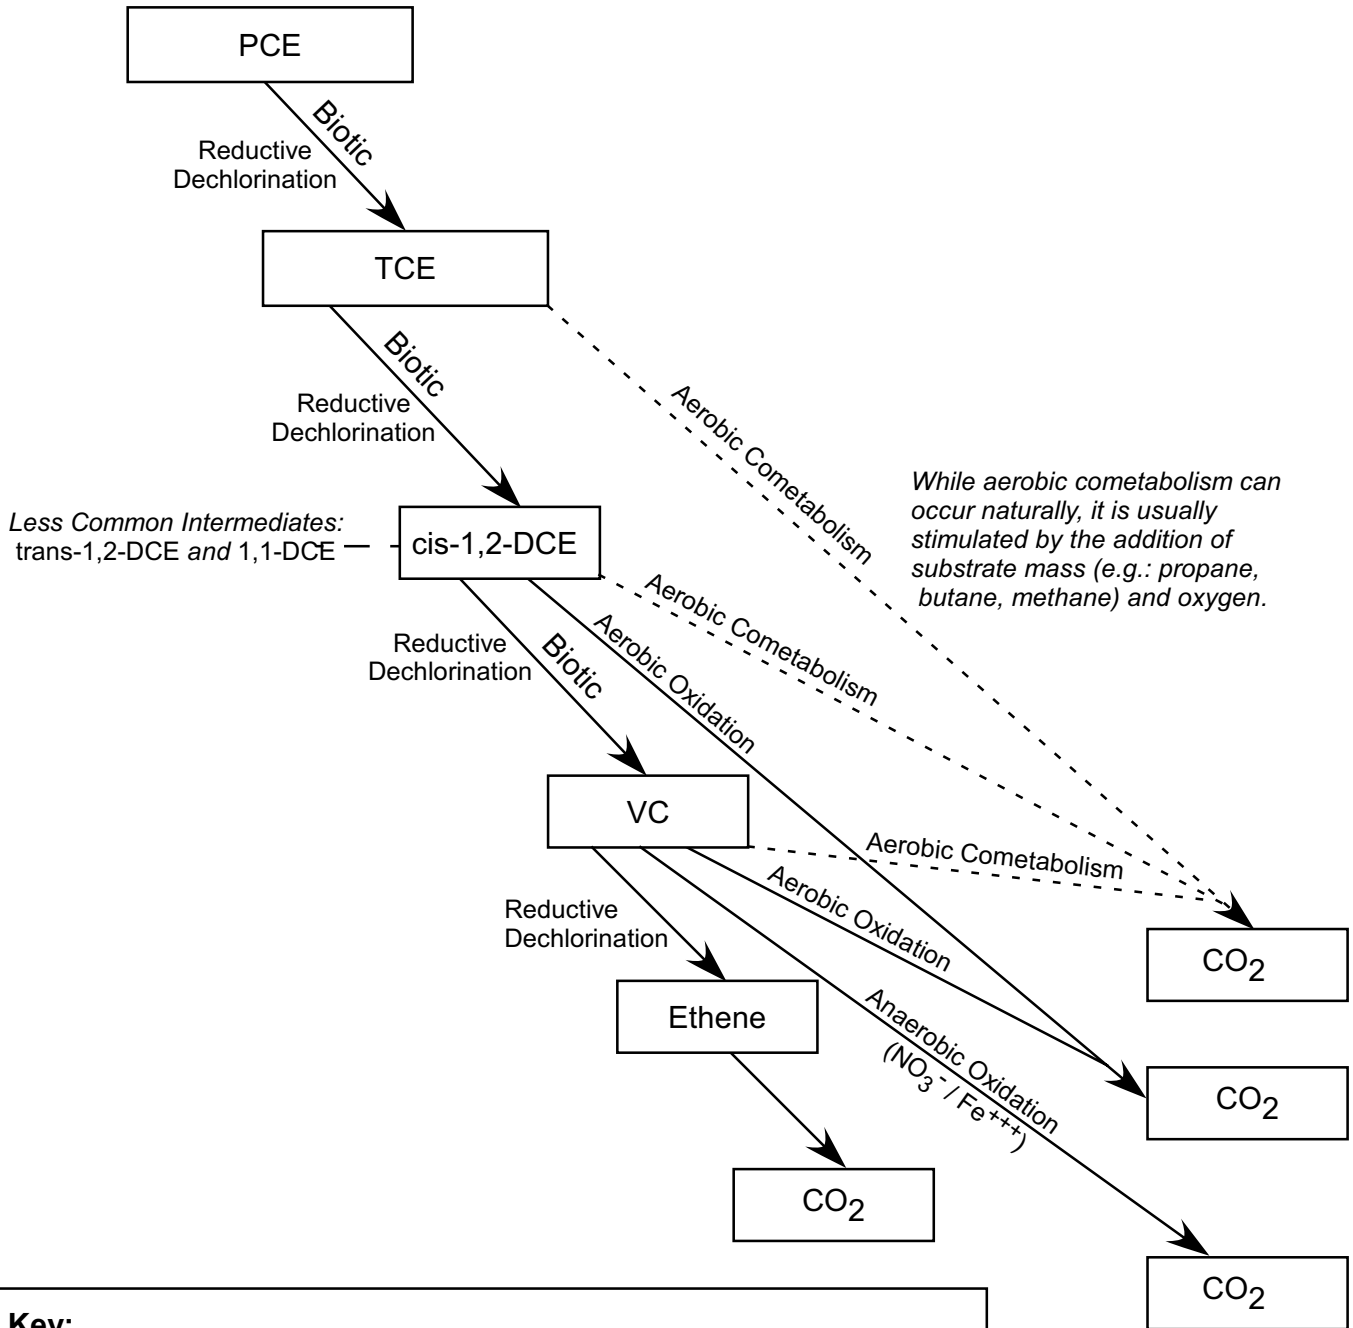 PCE
Biotic
Reductive
Dechlorination
TCE
Biotic
Reductive
Dechlorination
Aerobic Cometabolism
While aerobic cometabolism can
occur naturally, it is usually
stimulated by the addition of
substrate mass (e.g.: propane,
butane, methane) and oxygen.
Less Common Intermediates:
trans-1,2-DCE and 1,1-DCE
cis-1,2-DCE
Aerobic Cometabolism
Aerobic Oxidation
Biotic
Reductive
Dechlorination
VC
Aerobic Cometabolism
Aerobic Oxidation
Reductive
Dechlorination
CO2
Ethene
Anaerobic Oxidation
(NO3- / Fe+++)
CO2
CO2
CO2
Key: